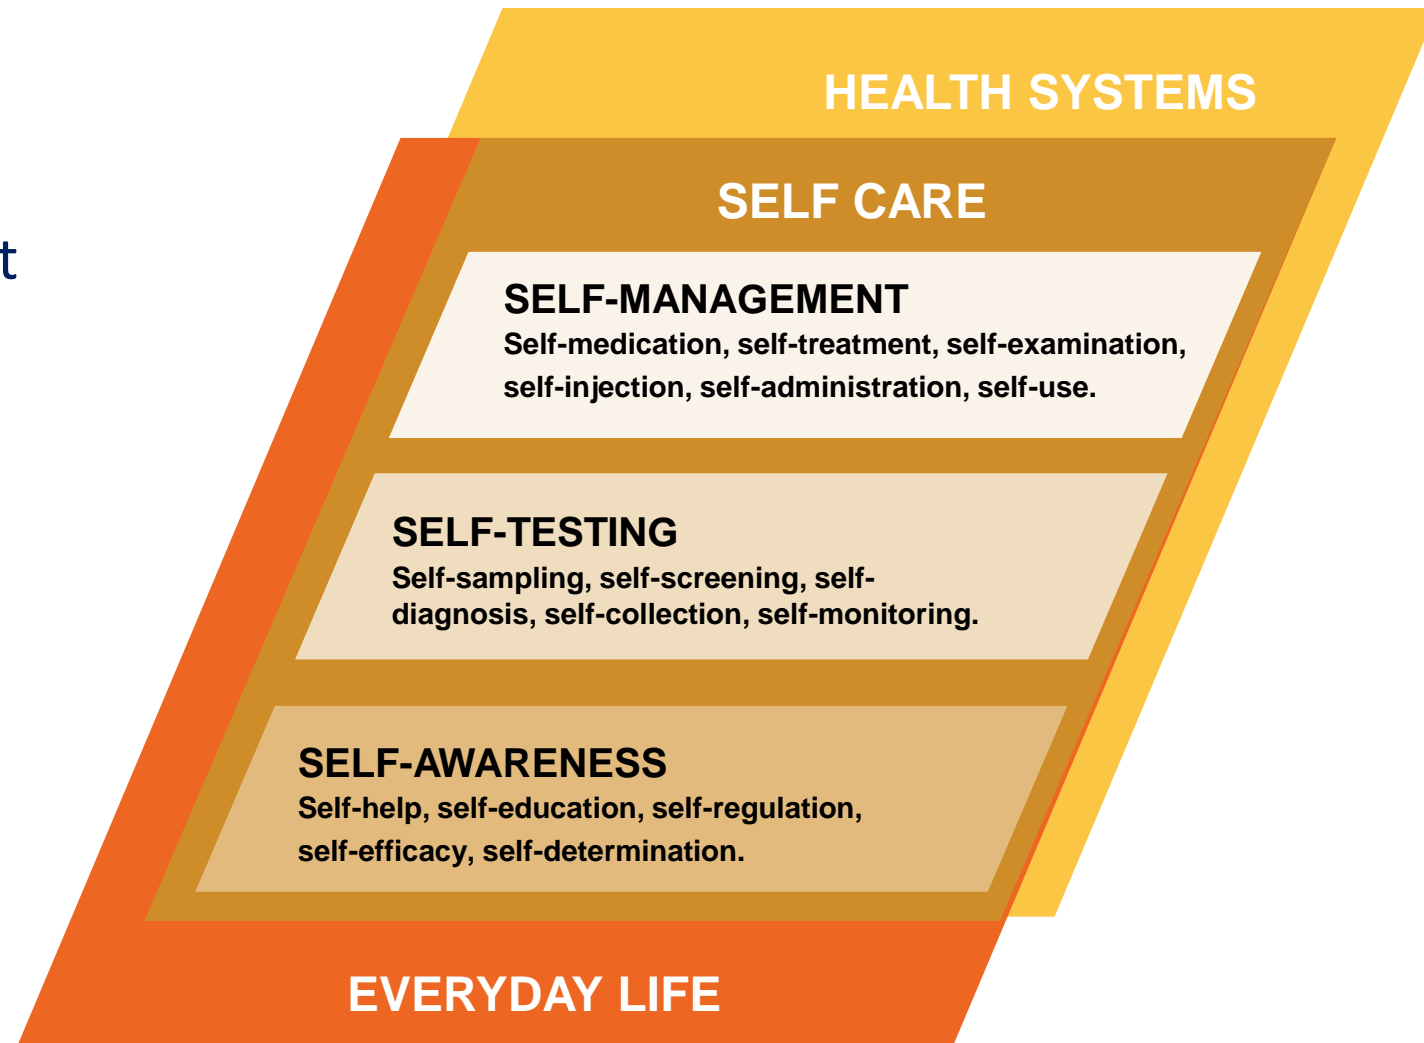 HEALTH SYSTEMS
SELF CARE
t
SELF-MANAGEMENT
Self-medication, self-treatment, self-examination,
self-injection, self-administration, self-use.
SELF-TESTING
Self-sampling, self-screening, self-
diagnosis, self-collection, self-monitoring.
SELF-AWARENESS
Self-help, self-education, self-regulation,
self-efficacy, self-determination.
EVERYDAY LIFE